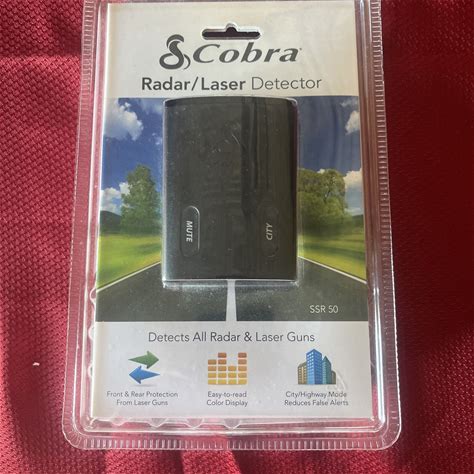 Cobra®
Radar/Laser Detector
MUTE
CITY
SSR 50
Detects All Radar & Laser Guns
Front & Rear Protection
From Laser Guns
Easy-to-read
Color Display
City/Highway Mode
Reduces False Alerts